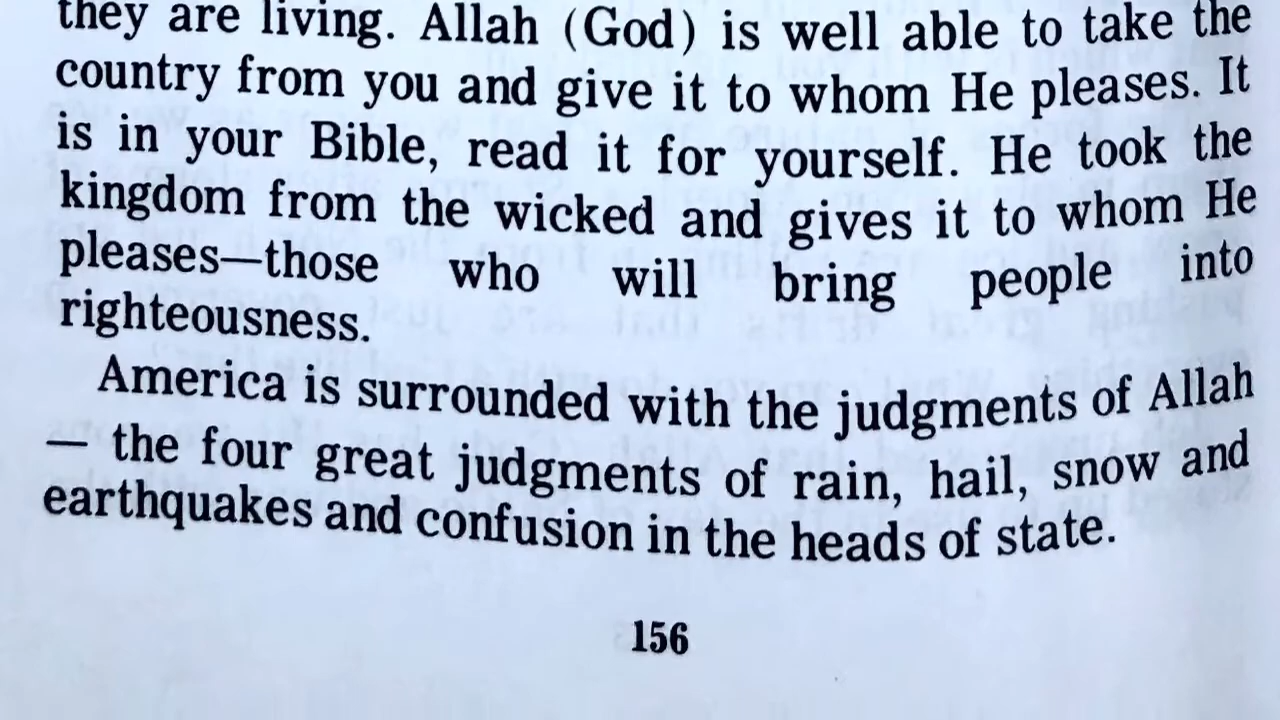 they are living. Allah (God) is well able to take the
country from you and give it to whom He pleases. It
is in your Bible, read it for yourself. He took the
kingdom from the wicked and gives it to whom He
pleases—those who will bring people into
righteousness.
America is surrounded with the judgments of Allah
— the four great judgments of rain, hail, snow and
earthquakes and confusion in the heads of state.
156